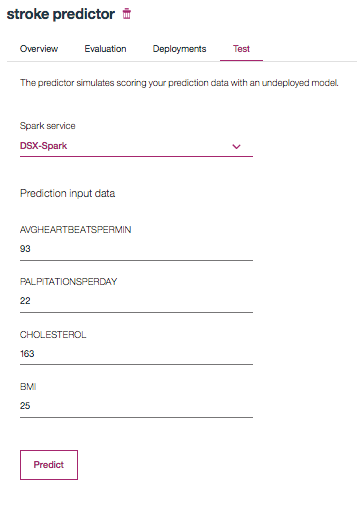 stroke predictor
Overview Evaluation Deployments Test
The predictor simulates scoring your prediction data with an undeployed model.
Spark service
DSX-Spark
Prediction input data
AVGHEARTBEATSPERMIN
93
PALPITATIONSPERDAY
22
CHOLESTEROL
163
BMI
25
Predict